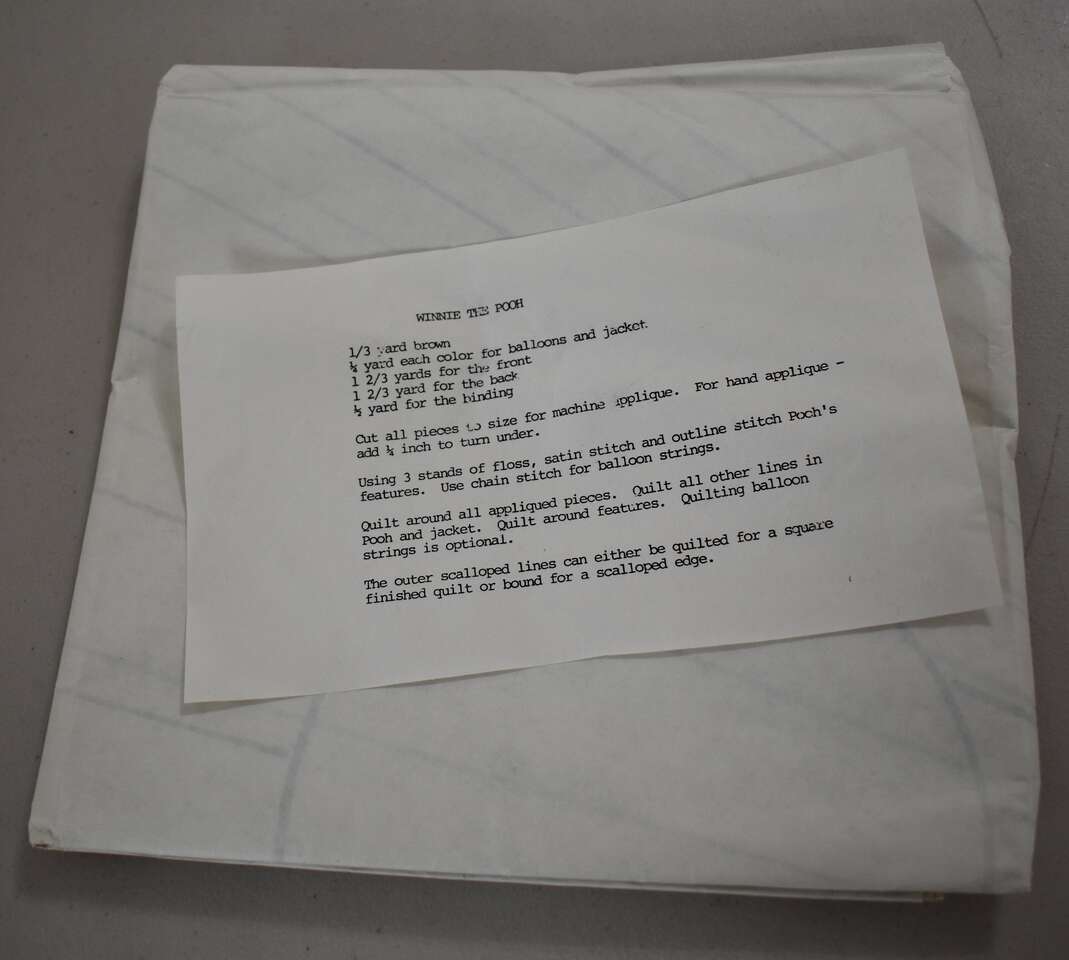 WINNIE THE POOH
1/3 yard brown
¼ yard each color for balloons and jacket.
1 2/3 yards for the front
1 2/3 yard for the back
½ yard for the binding
Cut all pieces to size for machine applique. For hand applique -
add ¼ inch to turn under.
Using 3 stands of floss, satin stitch and outline stitch Pooh's
features. Use chain stitch for balloon strings.
Quilt around all appliqued pieces. Quilt all other lines in
Pooh and jacket. Quilt around features. Quilting balloon
strings is optional.
The outer scalloped lines can either be quilted for a square
finished quilt or bound for a scalloped edge.